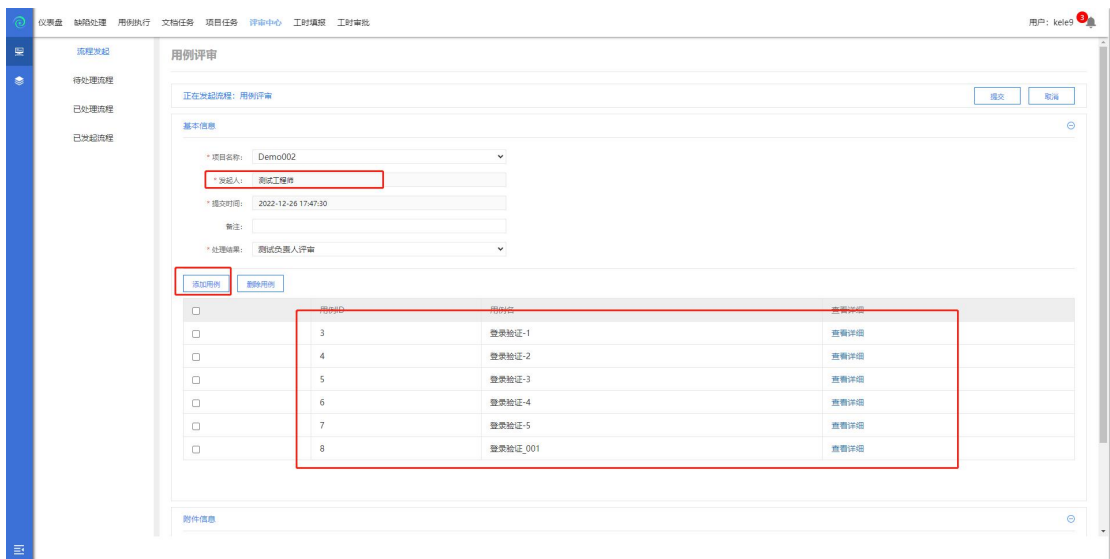 仪表盘 缺陷处理 用例执行 文档任务 项目任务 评审中心 工时填报 工时审批 用户：kele9 3
流程发起
待处理流程
已处理流程
已发起流程
用例评审
正在发起流程：用例评审 提交 取消
基本信息
* 项目名称： Demo002
* 发起人： 测试工程师
* 提交时间： 2022-12-26 17:47:30
备注：
* 处理结果： 测试负责人评审
添加用例 删除用例
用例ID 用例名 查看详细
3 登录验证-1 查看详细
4 登录验证-2 查看详细
5 登录验证-3 查看详细
6 登录验证-4 查看详细
7 登录验证-5 查看详细
8 登录验证_001 查看详细
附件信息